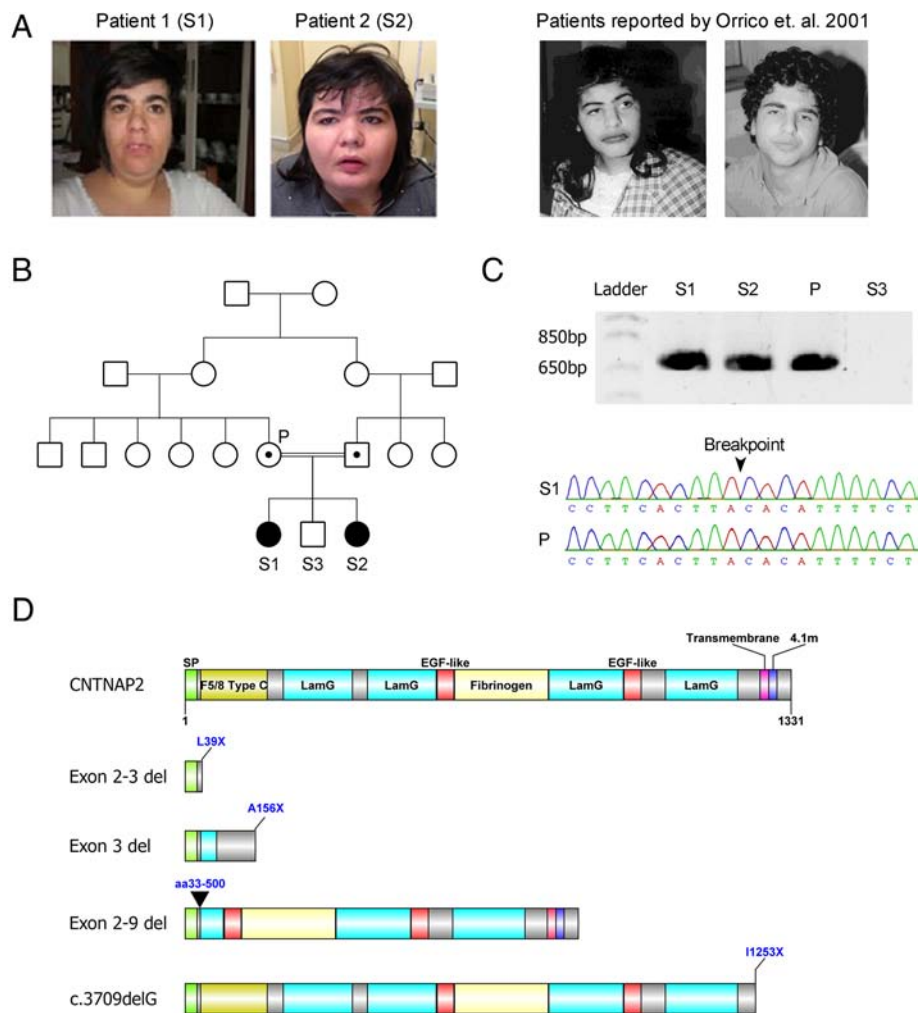 A
Patient 1 (S1)
Patient 2 (S2)
Patients reported by Orrico et. al. 2001
B
P
S1
S3
S2
C
Ladder S1 S2 P S3
850bp
650bp
Breakpoint
S1
C C T T C A C T T A C A C A T T T T C T
P
C C T T C A C T T A C A C A T T T T C T
D
Transmembrane 4.1m
SP EGF-like EGF-like
CNTNAP2 F5/8 Type C LamG LamG Fibrinogen LamG LamG
1 1331
L39X
Exon 2-3 del
A156X
Exon 3 del
aa33-500
Exon 2-9 del
I1253X
c.3709delG